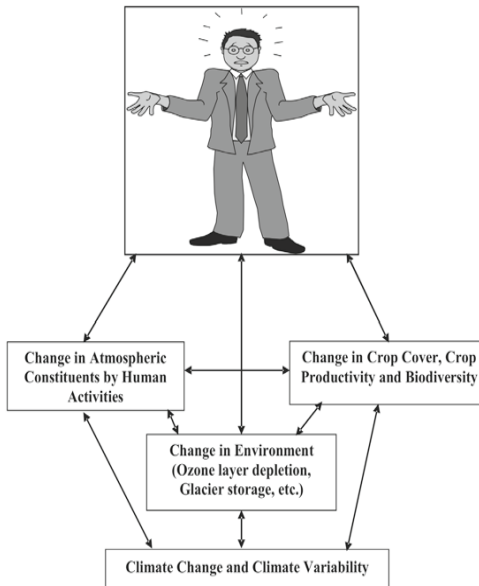 Change in Atmospheric
Constituents by Human
Activities
Change in Crop Cover, Crop
Productivity and Biodiversity
Change in Environment
(Ozone layer depletion,
Glacier storage, etc.)
Climate Change and Climate Variability